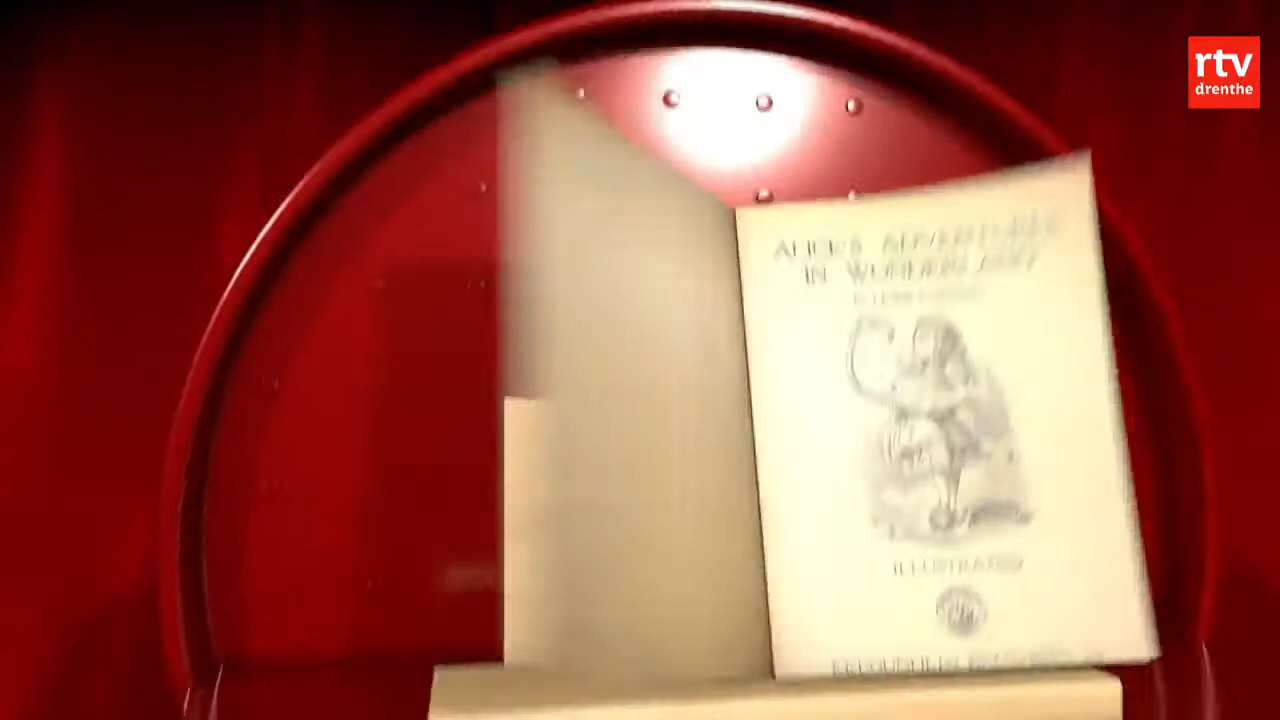 rtv
drenthe
ALICE'S ADVENTURES
IN WONDERLAND
ILLUSTRATED